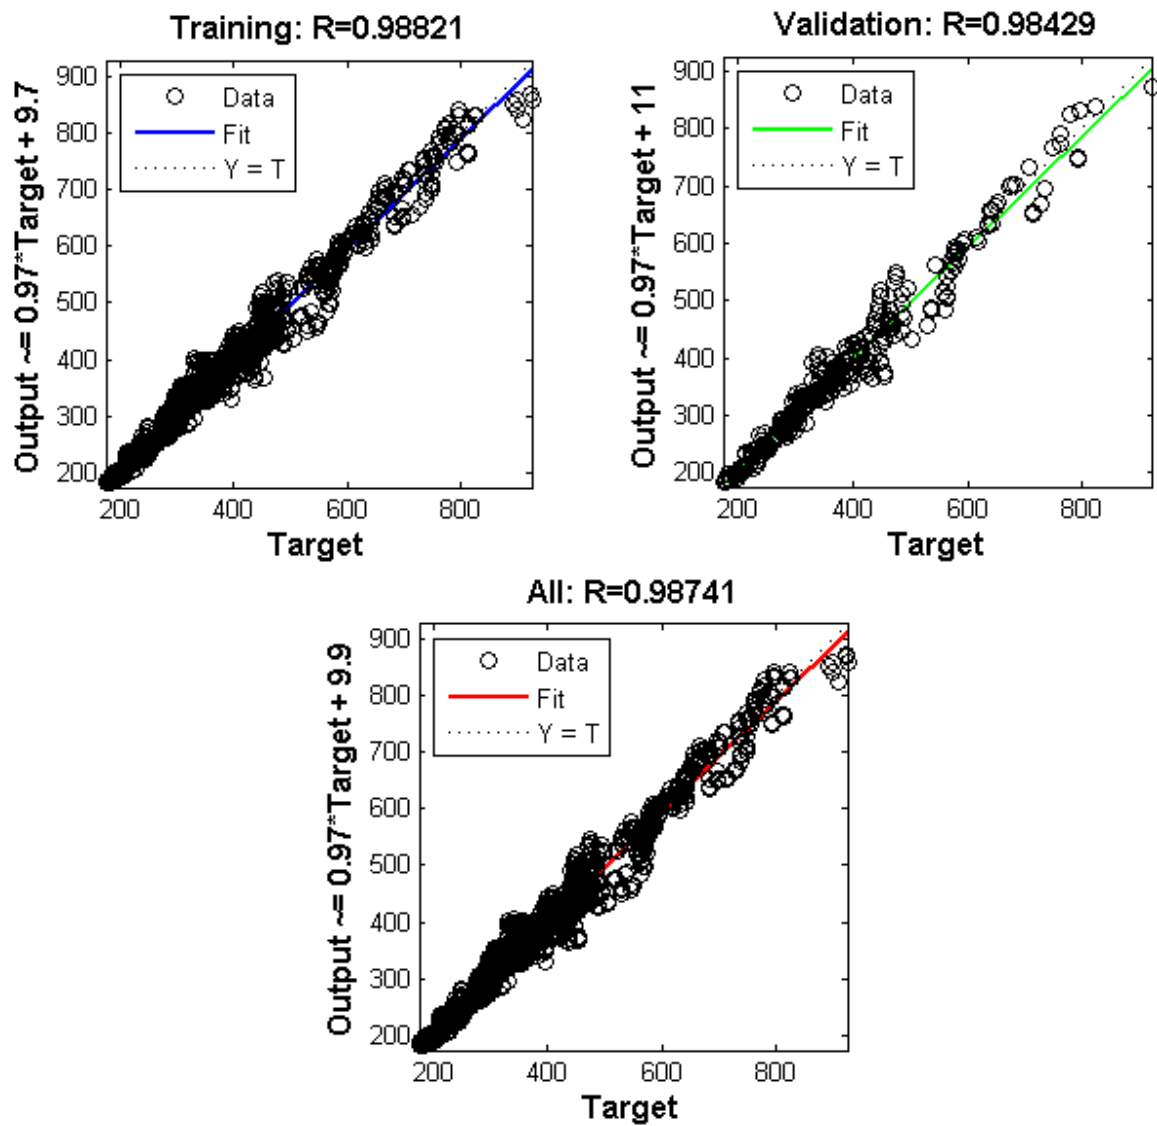 Training: R=0.98821
Output ~= 0.97*Target + 9.7
900
800
700
600
500
400
300
200
Data
Fit
Y = T
200 400 600 800
Target
Validation: R=0.98429
Output ~= 0.97*Target + 11
900
800
700
600
500
400
300
200
Data
Fit
Y = T
200 400 600 800
Target
All: R=0.98741
Output ~= 0.97*Target + 9.9
900
800
700
600
500
400
300
200
Data
Fit
Y = T
200 400 600 800
Target